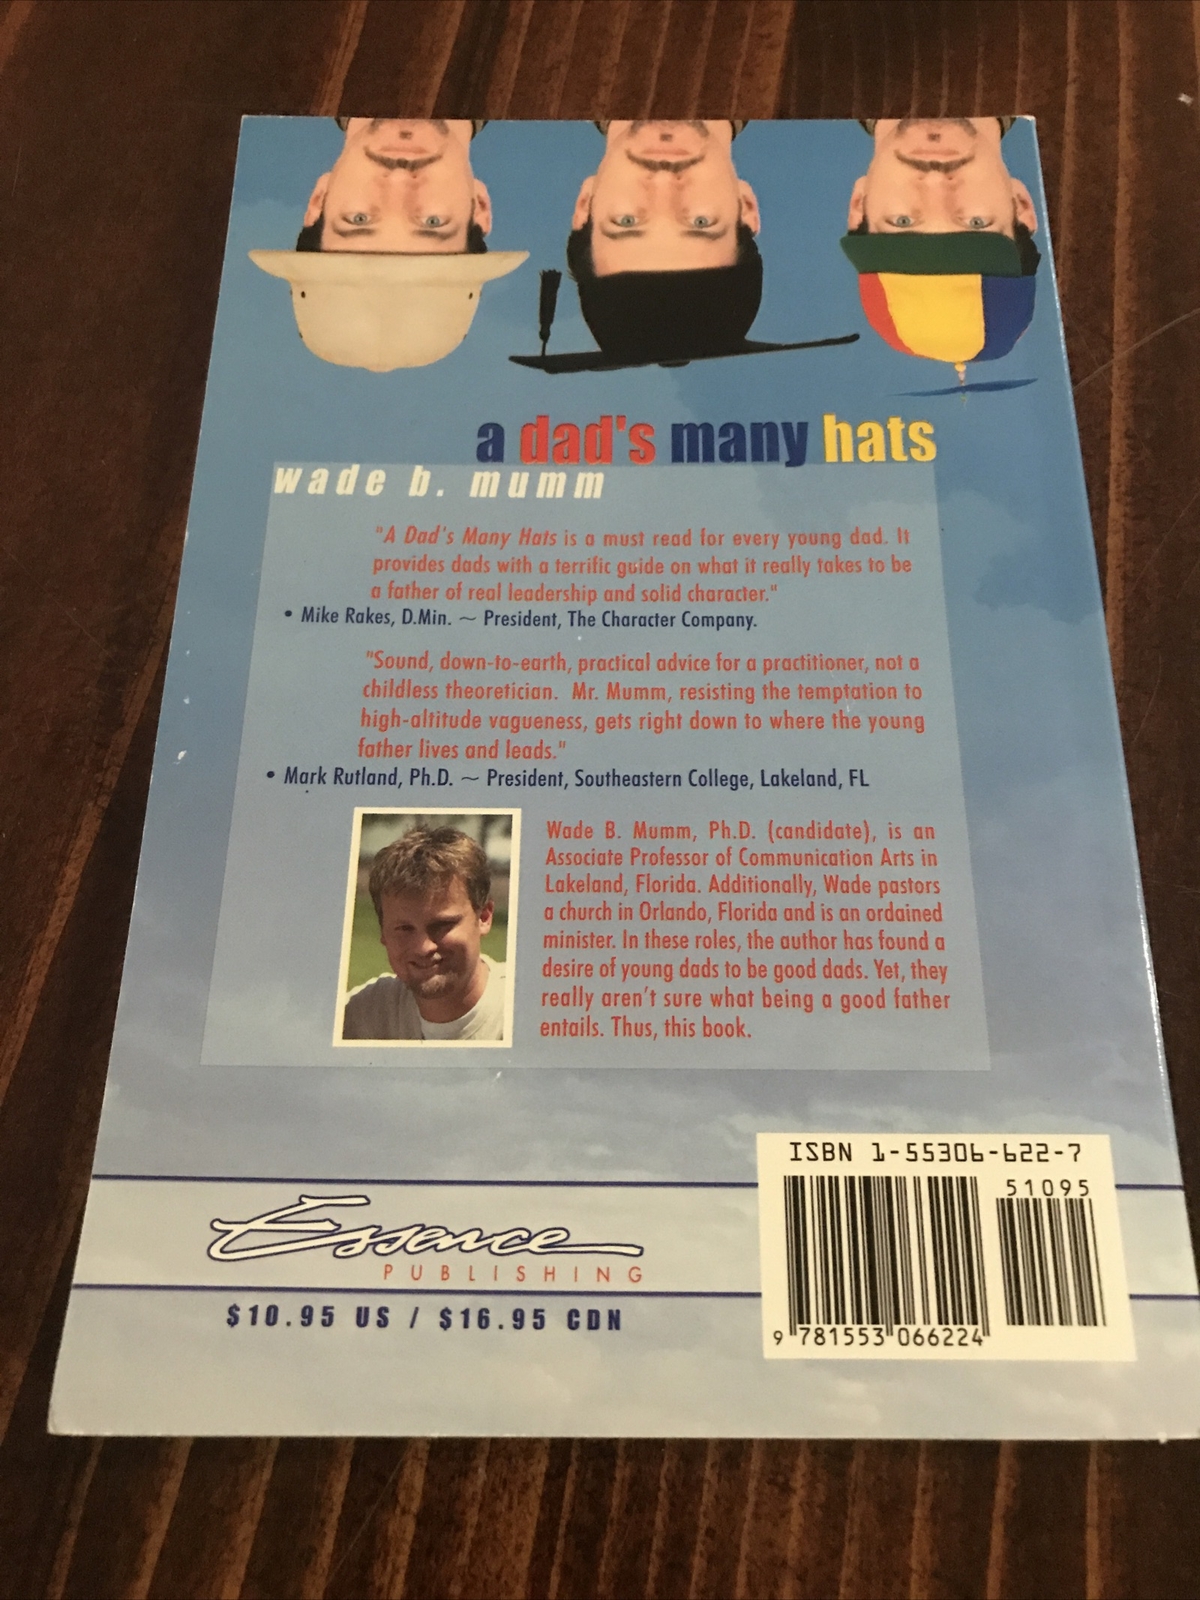 a dad's many hats
wade b. mumm
"A Dad's Many Hats is a must read for every young dad. It
provides dads with a terrific guide on what it really takes to be
a father of real leadership and solid character."
• Mike Rakes, D.Min. ~ President, The Character Company.
"Sound, down-to-earth, practical advice for a practitioner, not a
childless theoretician. Mr. Mumm, resisting the temptation to
high-altitude vagueness, gets right down to where the young
father lives and leads."
• Mark Rutland, Ph.D. ~ President, Southeastern College, Lakeland, FL
Wade B. Mumm, Ph.D. (candidate), is an
Associate Professor of Communication Arts in
Lakeland, Florida. Additionally, Wade pastors
a church in Orlando, Florida and is an ordained
minister. In these roles, the author has found a
desire of young dads to be good dads. Yet, they
really aren't sure what being a good father
entails. Thus, this book.
ISBN 1-55306-622-7
51095
Essence
PUBLISHING
$10.95 US / $16.95 CDN
9 781553 066224